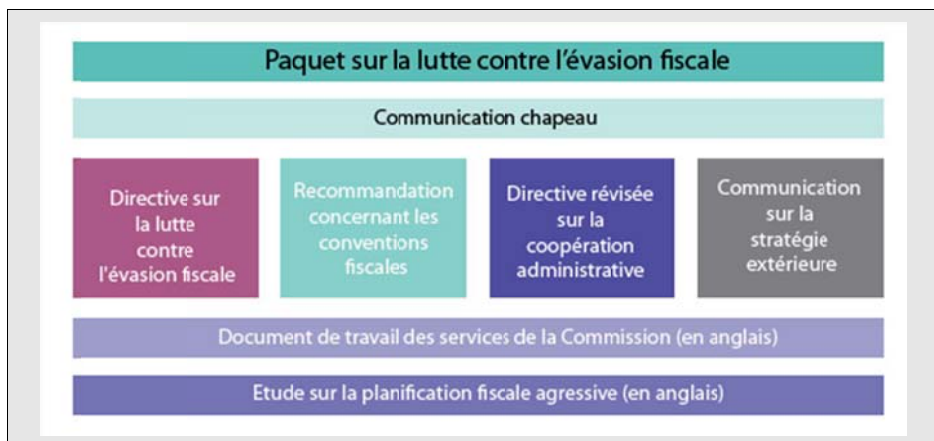 Paquet sur la lutte contre l'évasion fiscale
Communication chapeau
Directive sur
la lutte
contre
l'évasion fiscale
Recommandation
concernant les
conventions
fiscales
Directive révisée
sur la
coopération
administrative
Communication
sur la
stratégie
extérieure
Document de travail des services de la Commission (en anglais)
Etude sur la planification fiscale agressive (en anglais)